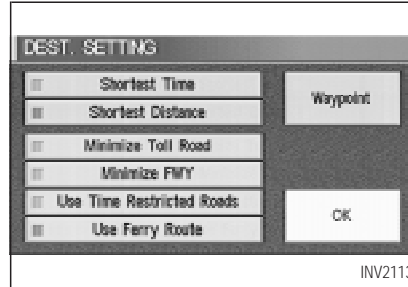 DEST. SETTING
Shortest Time
Shortest Distance
Waypoint
Minimize Toll Road
Minimize FWY
Use Time Restricted Roads
Use Ferry Route
OK
INV2113